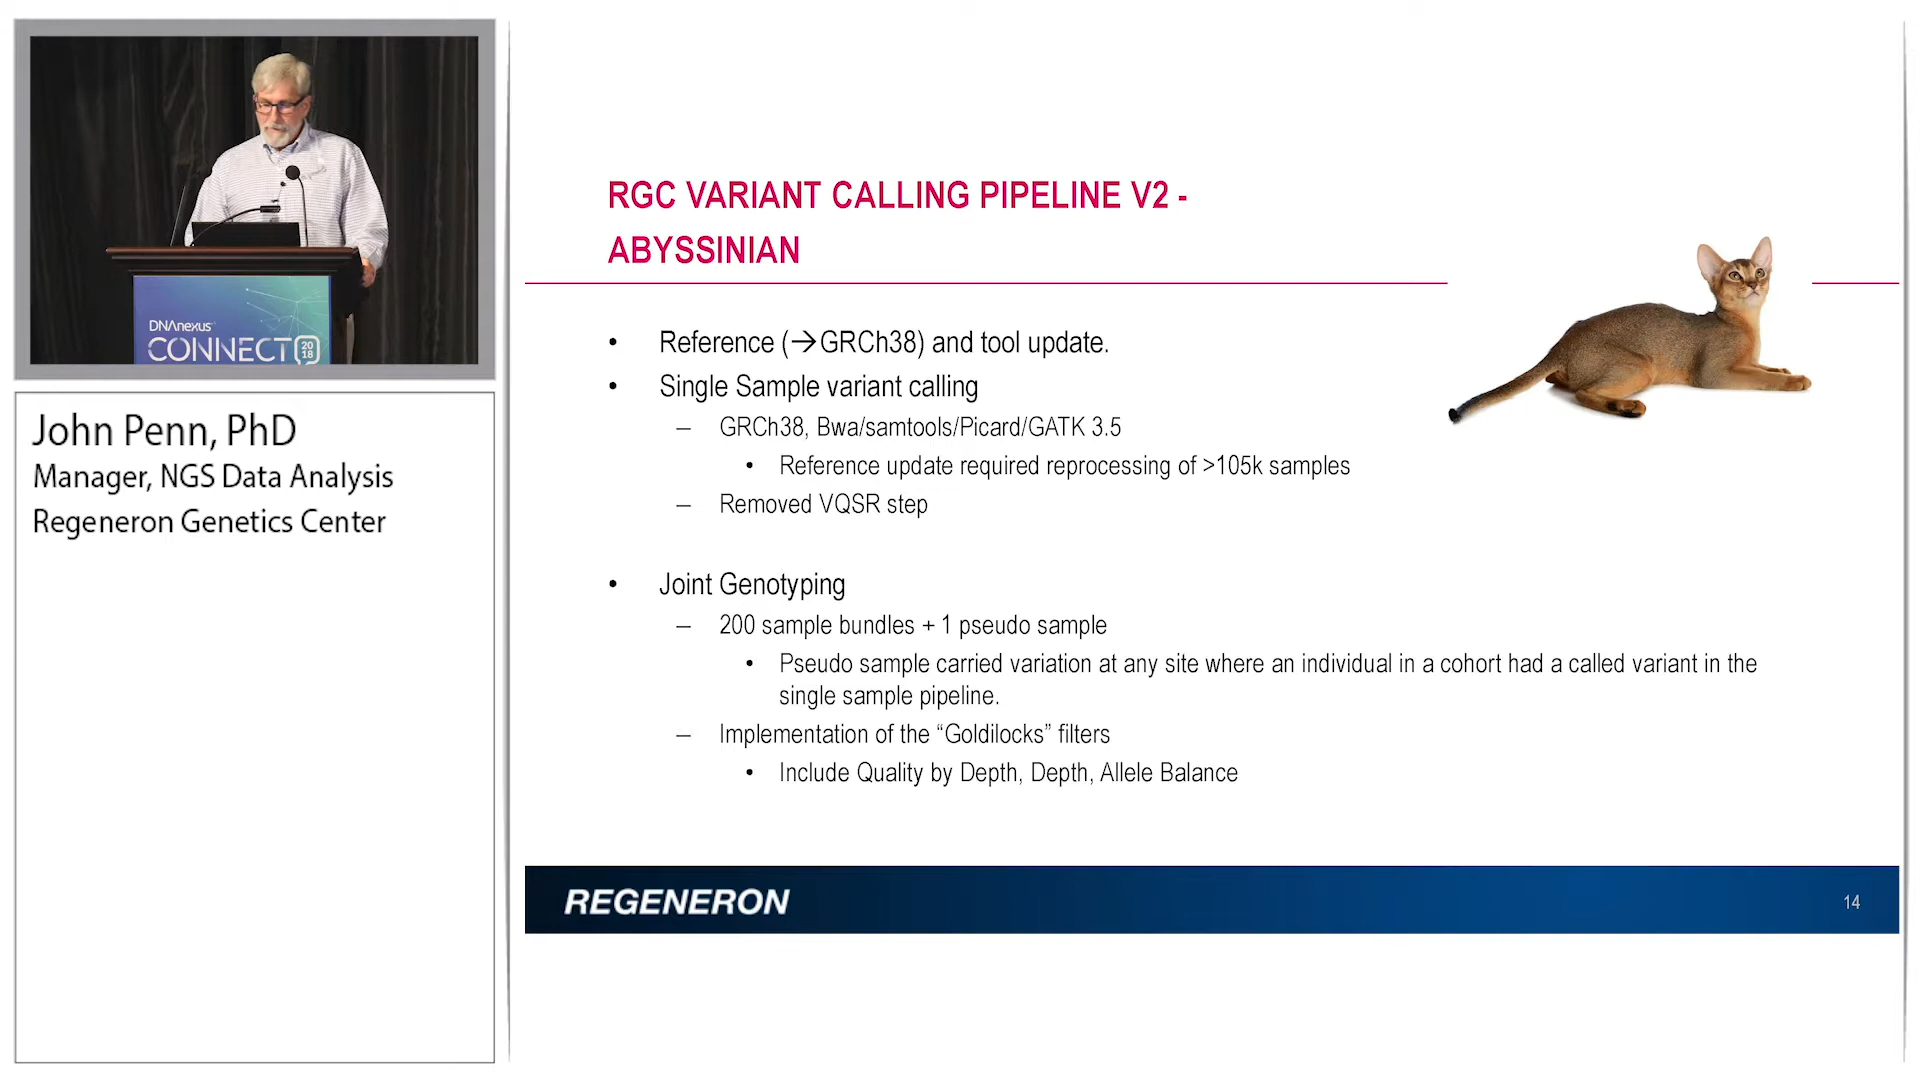 DNAnexus
CONNECT 20
18
John Penn, PhD
Manager, NGS Data Analysis
Regeneron Genetics Center
RGC VARIANT CALLING PIPELINE V2 -
ABYSSINIAN
• Reference (→GRCh38) and tool update.
• Single Sample variant calling
– GRCh38, Bwa/samtools/Picard/GATK 3.5
• Reference update required reprocessing of >105k samples
– Removed VQSR step
• Joint Genotyping
– 200 sample bundles + 1 pseudo sample
• Pseudo sample carried variation at any site where an individual in a cohort had a called variant in the
single sample pipeline.
– Implementation of the “Goldilocks” filters
• Include Quality by Depth, Depth, Allele Balance
REGENERON
14